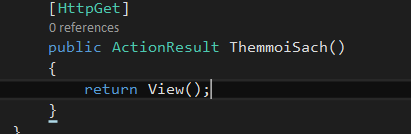 [HttpGet]
0 references
public ActionResult ThemmoiSach()
{
return View();
}
}